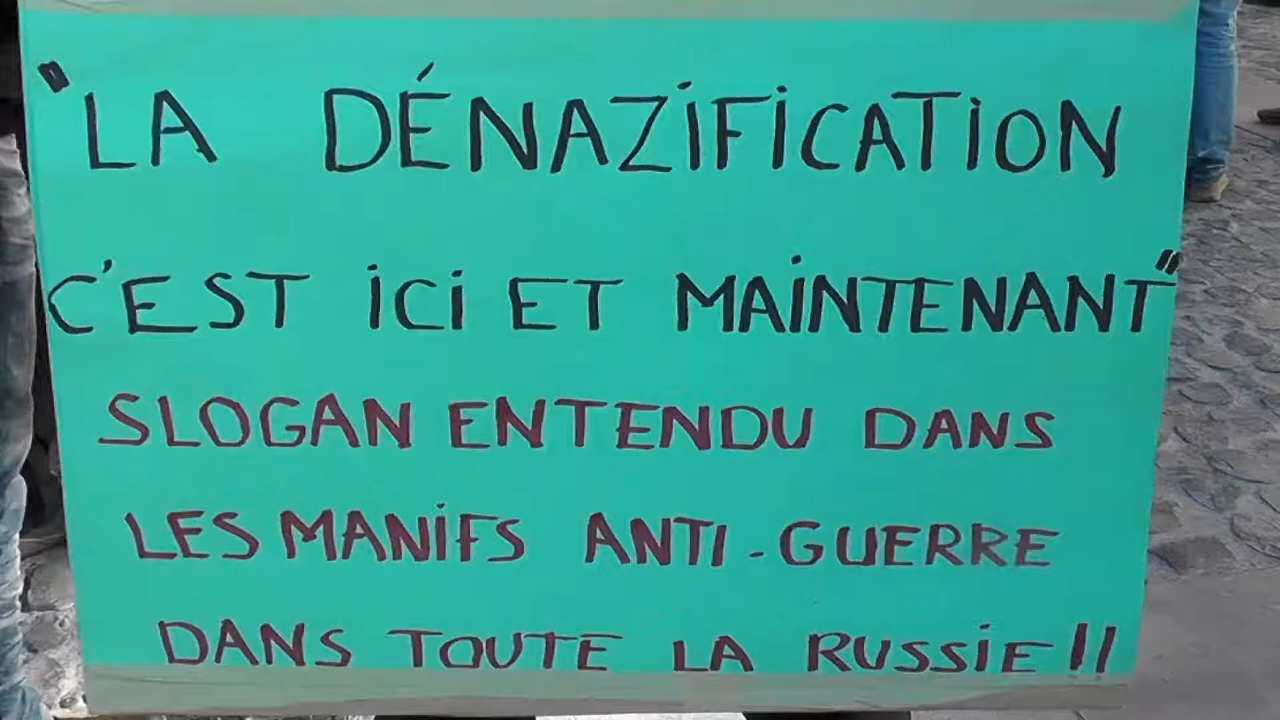 "LA DÉNAZIFICATION
C'EST ICI ET MAINTENANT"
SLOGAN ENTENDU DANS
LES MANIFS ANTI-GUERRE
DANS TOUTE LA RUSSIE!!